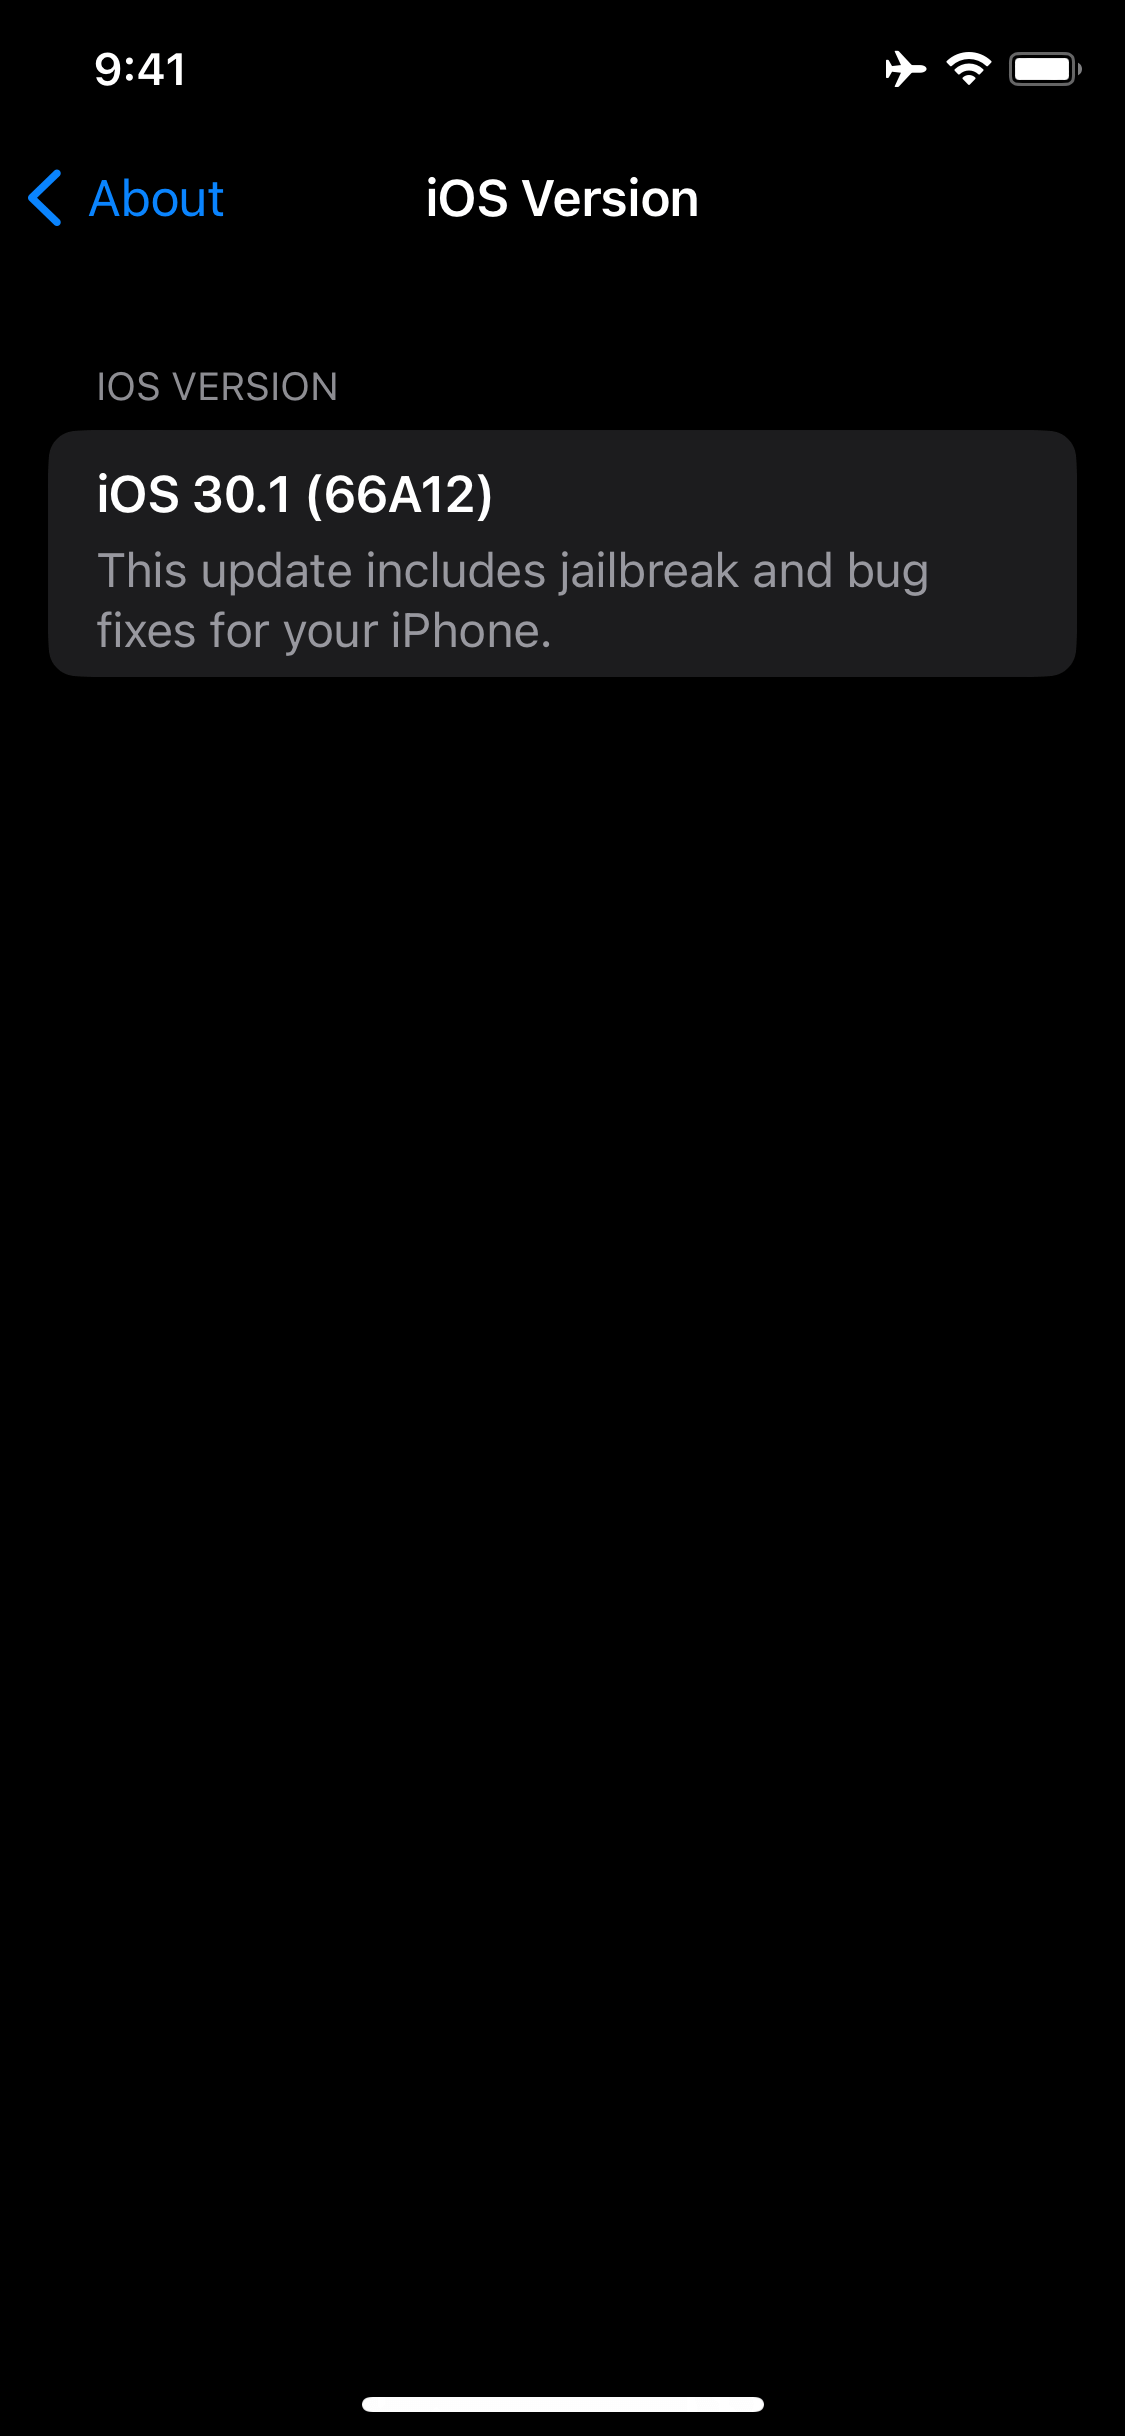 9:41
About
iOS Version
IOS VERSION
iOS 30.1 (66A12)
This update includes jailbreak and bug
fixes for your iPhone.